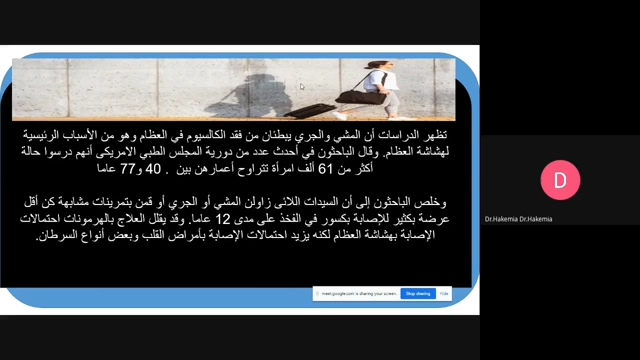 تظهر الدراسات أن المشي والجري يبطئان من فقد الكالسيوم في العظام وهو من الأسباب الرئيسية
لهشاشة العظام. وقال الباحثون في أحدث عدد من دورية المجلس الطبي الامريكى أنهم درسوا حالة
أكثر من 61 ألف امرأة تتراوح أعمارهن بين . 40 و77 عاما
وخلص الباحثون إلى أن السيدات اللاتى زاولن المشي أو الجري أو قمن بتمرينات مشابهة كن أقل
عرضة بكثير للإصابة بكسور في الفخذ على مدى 12 عاما. وقد يقلل العلاج بالهرمونات احتمالات
الإصابة بهشاشة العظام لكنه يزيد احتمالات الإصابة بأمراض القلب وبعض أنواع السرطان.
meet.google.com is sharing your screen. Stop sharing Hide
D
Dr.Hakemia Dr.Hakemia